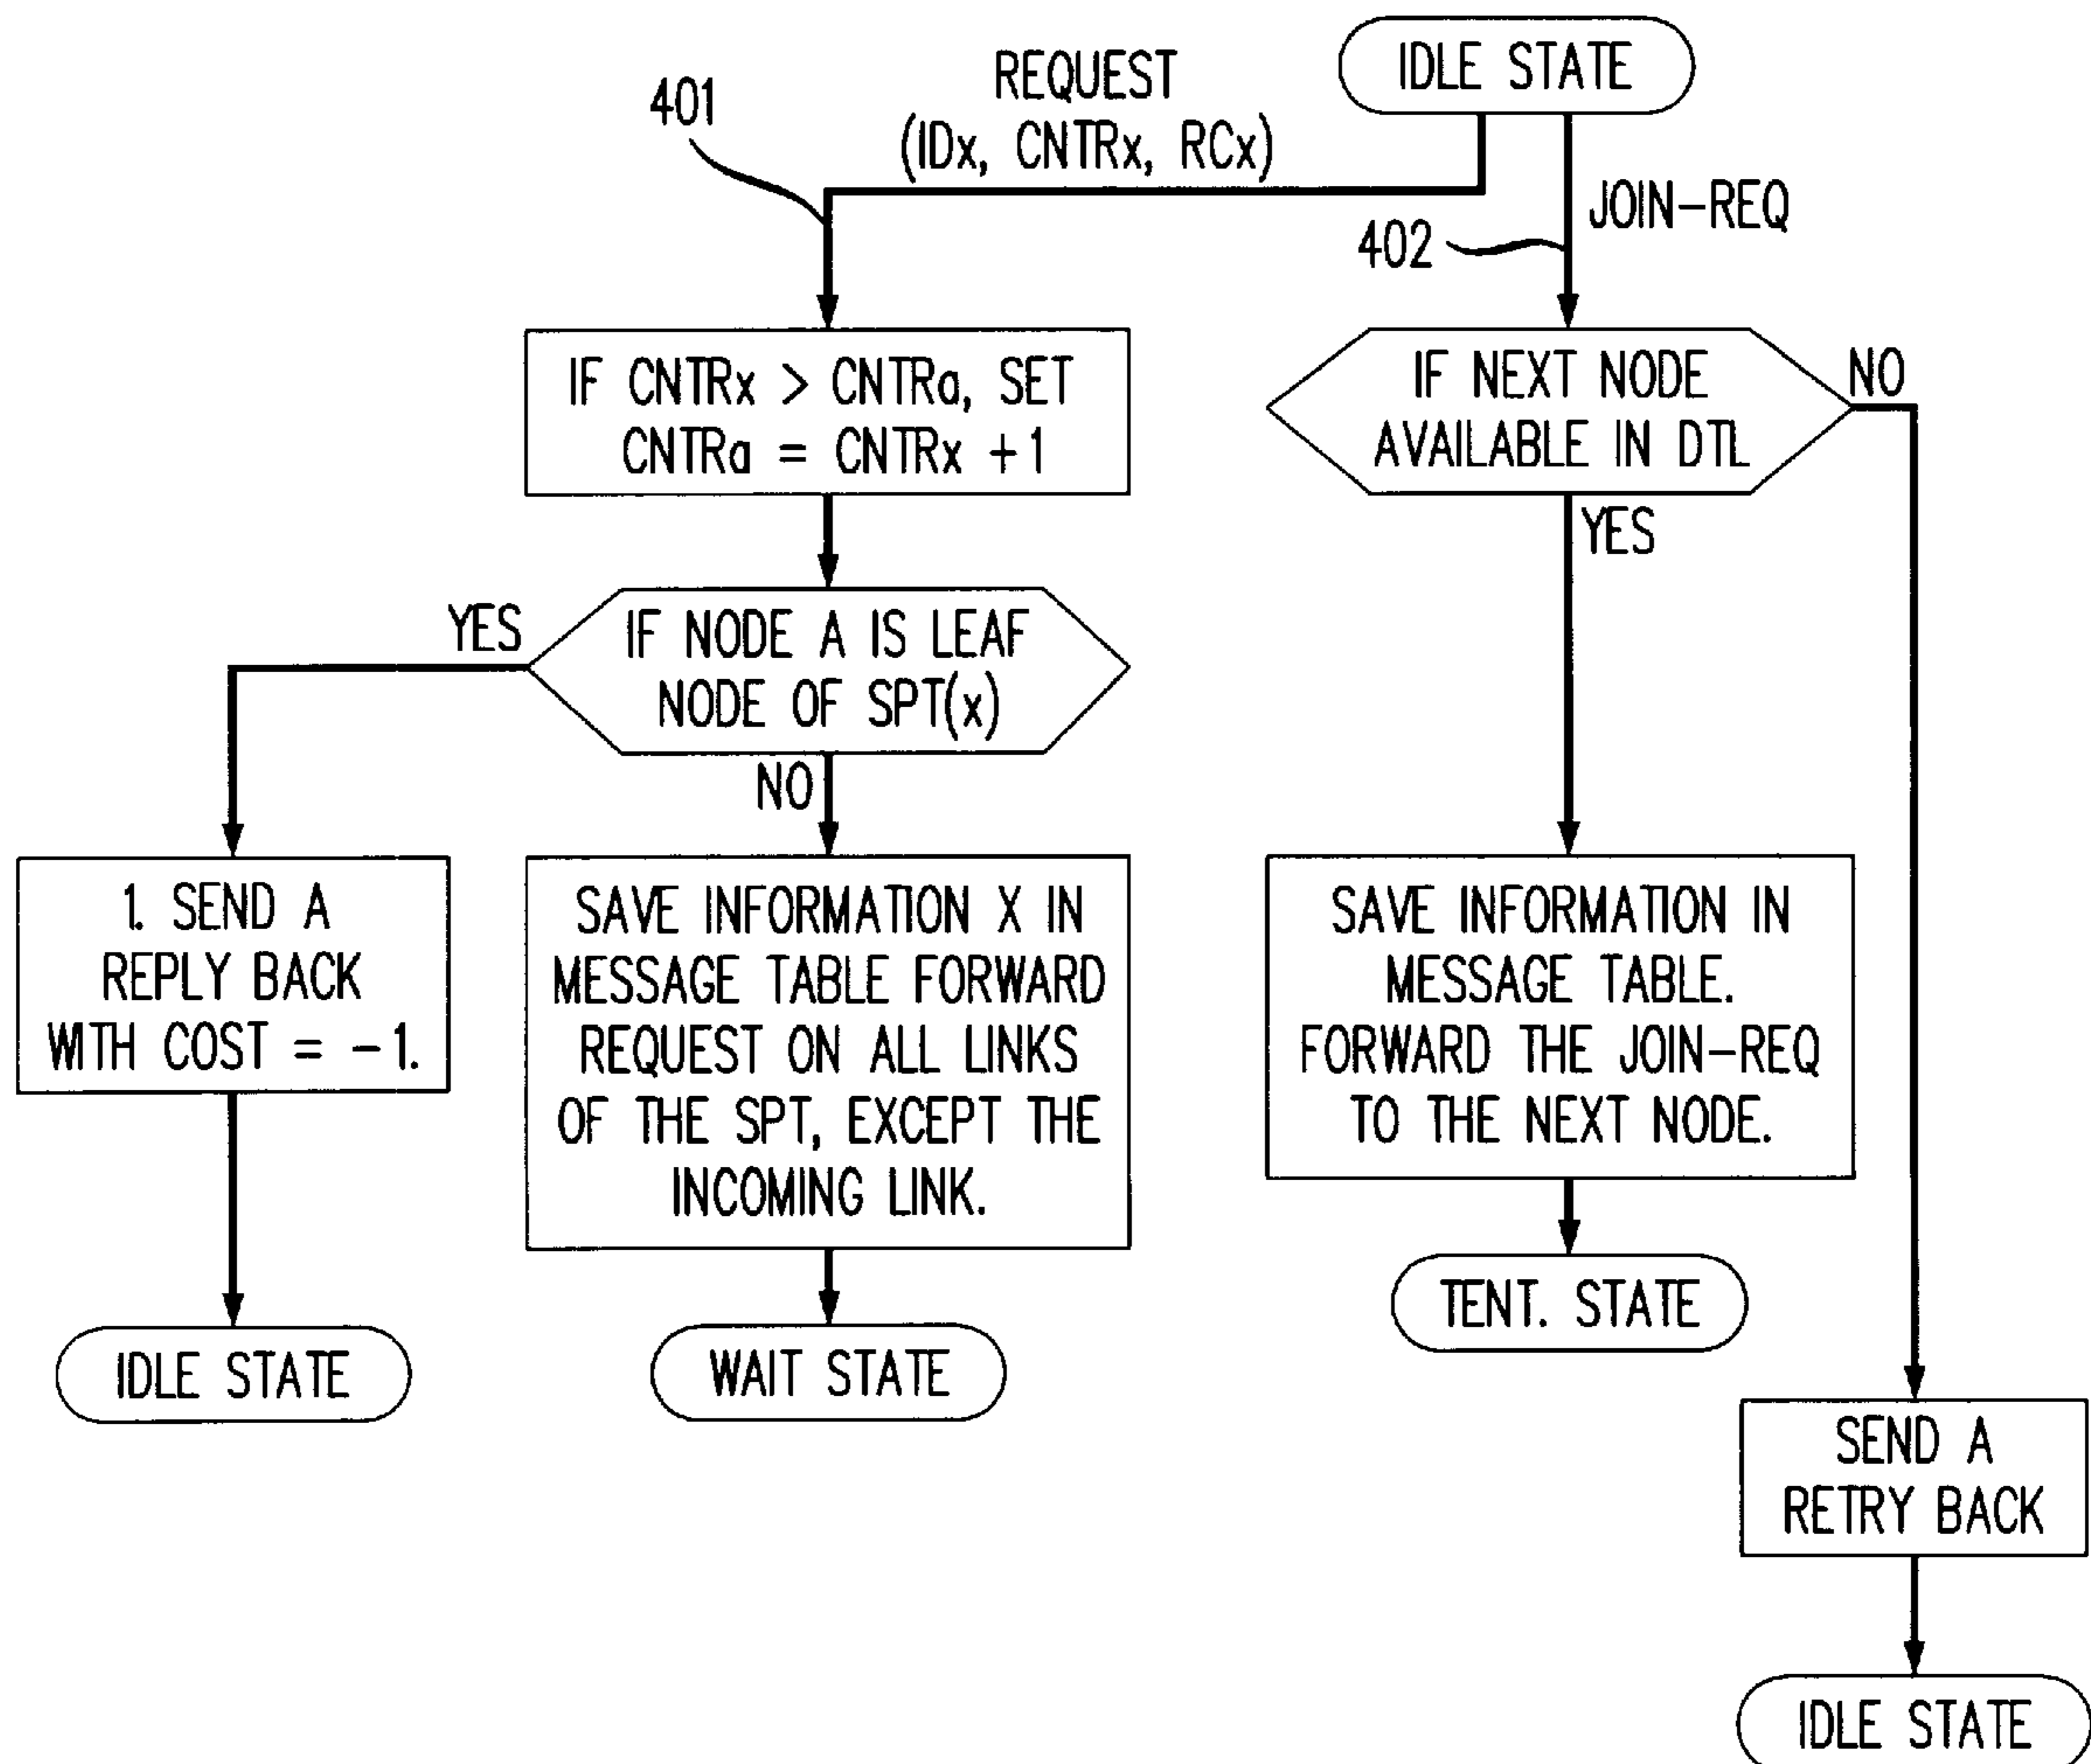 IDLE STATE
REQUEST
(IDx, CNTRx, RCx)
401
JOIN-REQ
402
IF CNTRx > CNTRa, SET
CNTRa = CNTRx +1
IF NEXT NODE
AVAILABLE IN DTL
NO
YES
YES
IF NODE A IS LEAF
NODE OF SPT(x)
NO
1. SEND A
REPLY BACK
WITH COST = -1.
SAVE INFORMATION X IN
MESSAGE TABLE FORWARD
REQUEST ON ALL LINKS
OF THE SPT, EXCEPT THE
INCOMING LINK.
SAVE INFORMATION IN
MESSAGE TABLE.
FORWARD THE JOIN-REQ
TO THE NEXT NODE.
IDLE STATE
WAIT STATE
TENT. STATE
SEND A
RETRY BACK
IDLE STATE